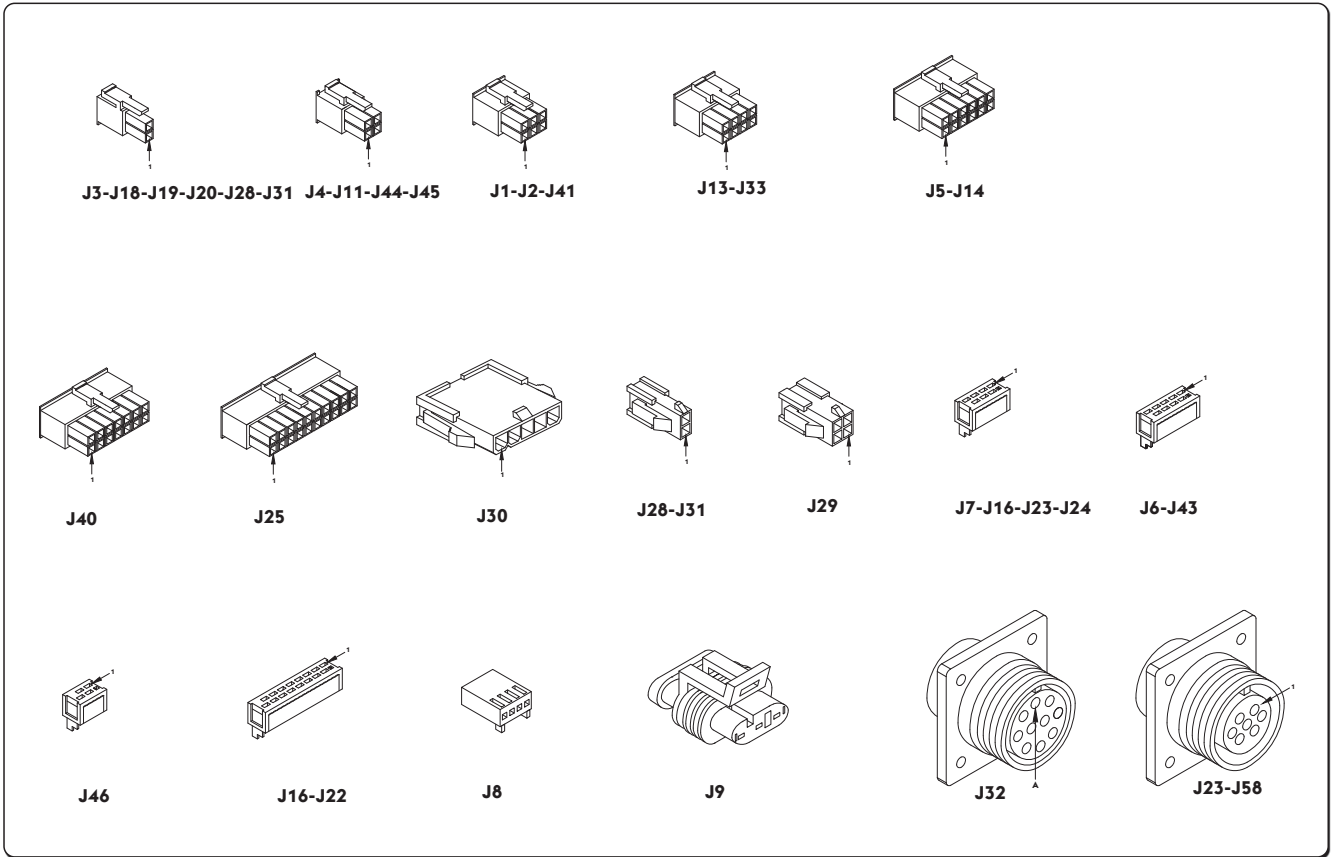 1 1 1 1 1
J3-J18-J19-J20-J28-J31 J4-J11-J44-J45 J1-J2-J41 J13-J33 J5-J14
1 1
1 1 1 1 1
J40 J25 J30 J28-J31 J29 J7-J16-J23-J24 J6-J43
1 1 1
A
J46 J16-J22 J8 J9 J32 J23-J58